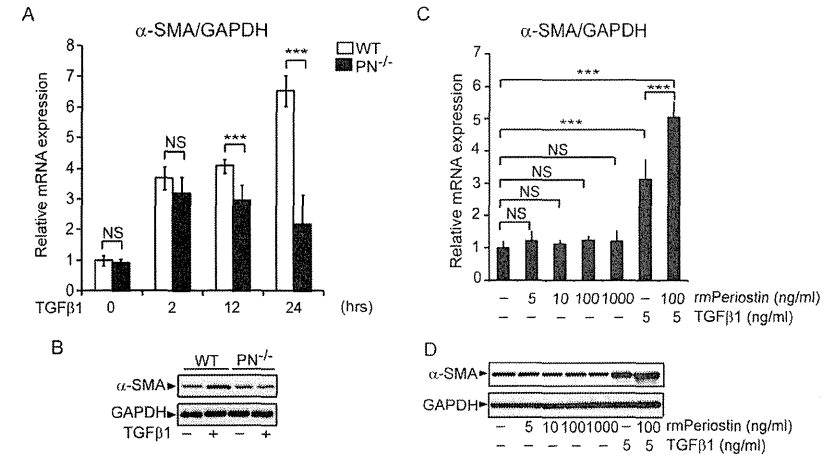 A
α-SMA/GAPDH
WT
PN-/-
Relative mRNA expression
8
7
6
5
4
3
2
1
0
NS
NS
***
***
TGFβ1 0 2 12 24 (hrs)
B
WT PN-/-
α-SMA
GAPDH
TGFβ1 – + – +
C
α-SMA/GAPDH
Relative mRNA expression
7
6
5
4
3
2
1
0
***
***
***
NS
NS
NS
NS
– 5 10 100 1000 – 100 rmPeriostin (ng/ml)
– – – – – 5 5 TGFβ1 (ng/ml)
D
α-SMA
GAPDH
– 5 10 100 1000 – 100 rmPeriostin (ng/ml)
– – – – – 5 5 TGFβ1 (ng/ml)